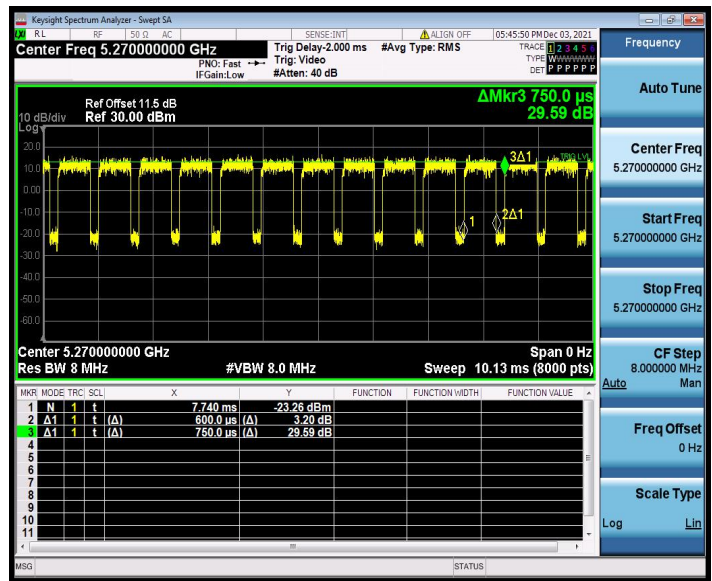 Keysight Spectrum Analyzer - Swept SA
LXI RL RF 50 Ω AC SENSE:INT ALIGN OFF 05:45:50 PM Dec 03, 2021
Center Freq 5.270000000 GHz
PNO: Fast
IFGain:Low
Trig Delay-2.000 ms
Trig: Video
#Atten: 40 dB
#Avg Type: RMS
TRACE 1 2 3 4 5 6
TYPE WWWWWW
DET P P P P P P
Frequency
Auto Tune
Center Freq
5.270000000 GHz
Start Freq
5.270000000 GHz
Stop Freq
5.270000000 GHz
CF Step
8.000000 MHz
Auto Man
Freq Offset
0 Hz
Scale Type
Log Lin
ΔMkr3 750.0 µs
29.59 dB
Ref Offset 11.5 dB
10 dB/div Ref 30.00 dBm
Log
20.0
10.0
0.00
-10.0
-20.0
-30.0
-40.0
-50.0
-60.0
3Δ1
TRIG LVL
1
2Δ1
Center 5.270000000 GHz Span 0 Hz
Res BW 8 MHz #VBW 8.0 MHz Sweep 10.13 ms (8000 pts)
MKR MODE TRC SCL X Y FUNCTION FUNCTION WIDTH FUNCTION VALUE
1 N 1 t 7.740 ms -23.26 dBm
2 Δ1 1 t (Δ) 600.0 µs (Δ) 3.20 dB
3 Δ1 1 t (Δ) 750.0 µs (Δ) 29.59 dB
4
5
6
7
8
9
10
11
MSG STATUS